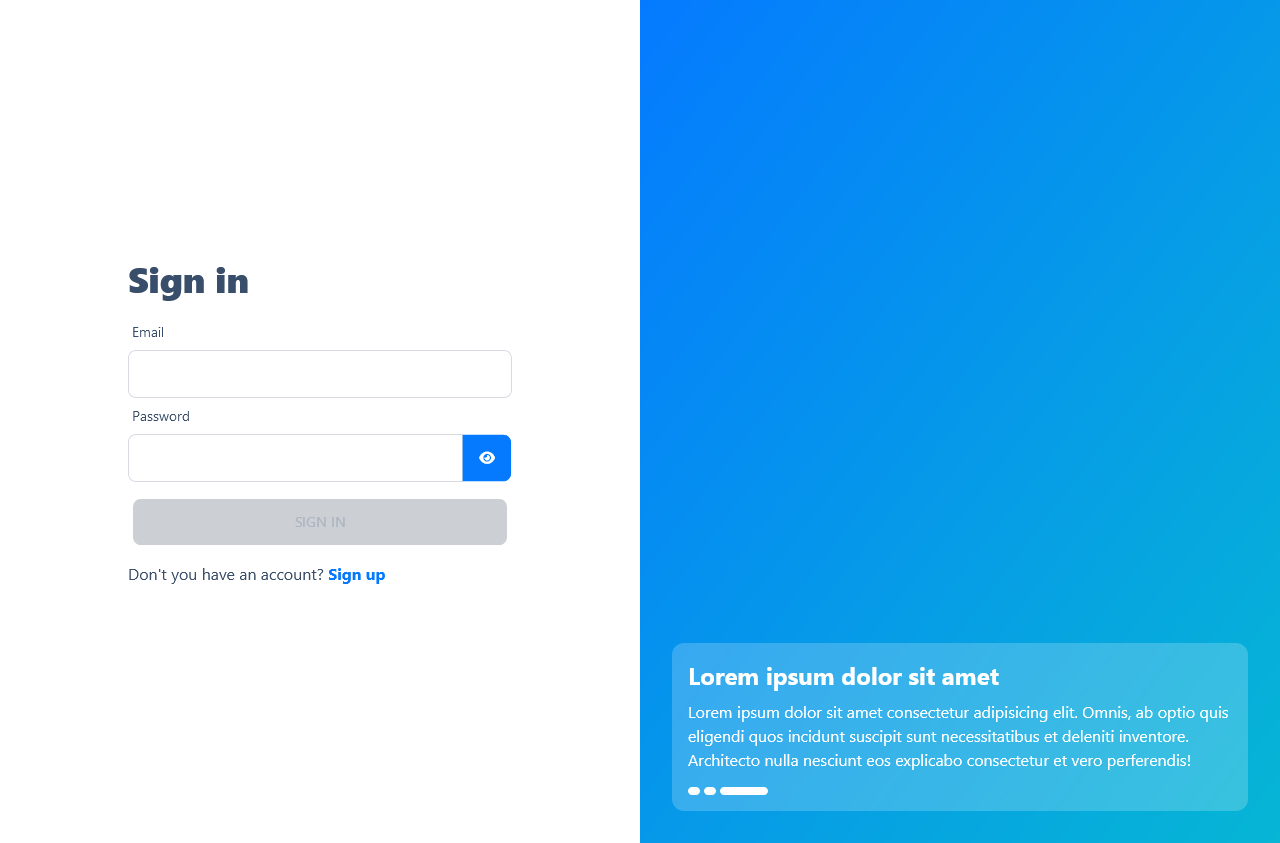 Sign in
Email
Password
SIGN IN
Don't you have an account? Sign up
Lorem ipsum dolor sit amet
Lorem ipsum dolor sit amet consectetur adipisicing elit. Omnis, ab optio quis
eligendi quos incidunt suscipit sunt necessitatibus et deleniti inventore.
Architecto nulla nesciunt eos explicabo consectetur et vero perferendis!